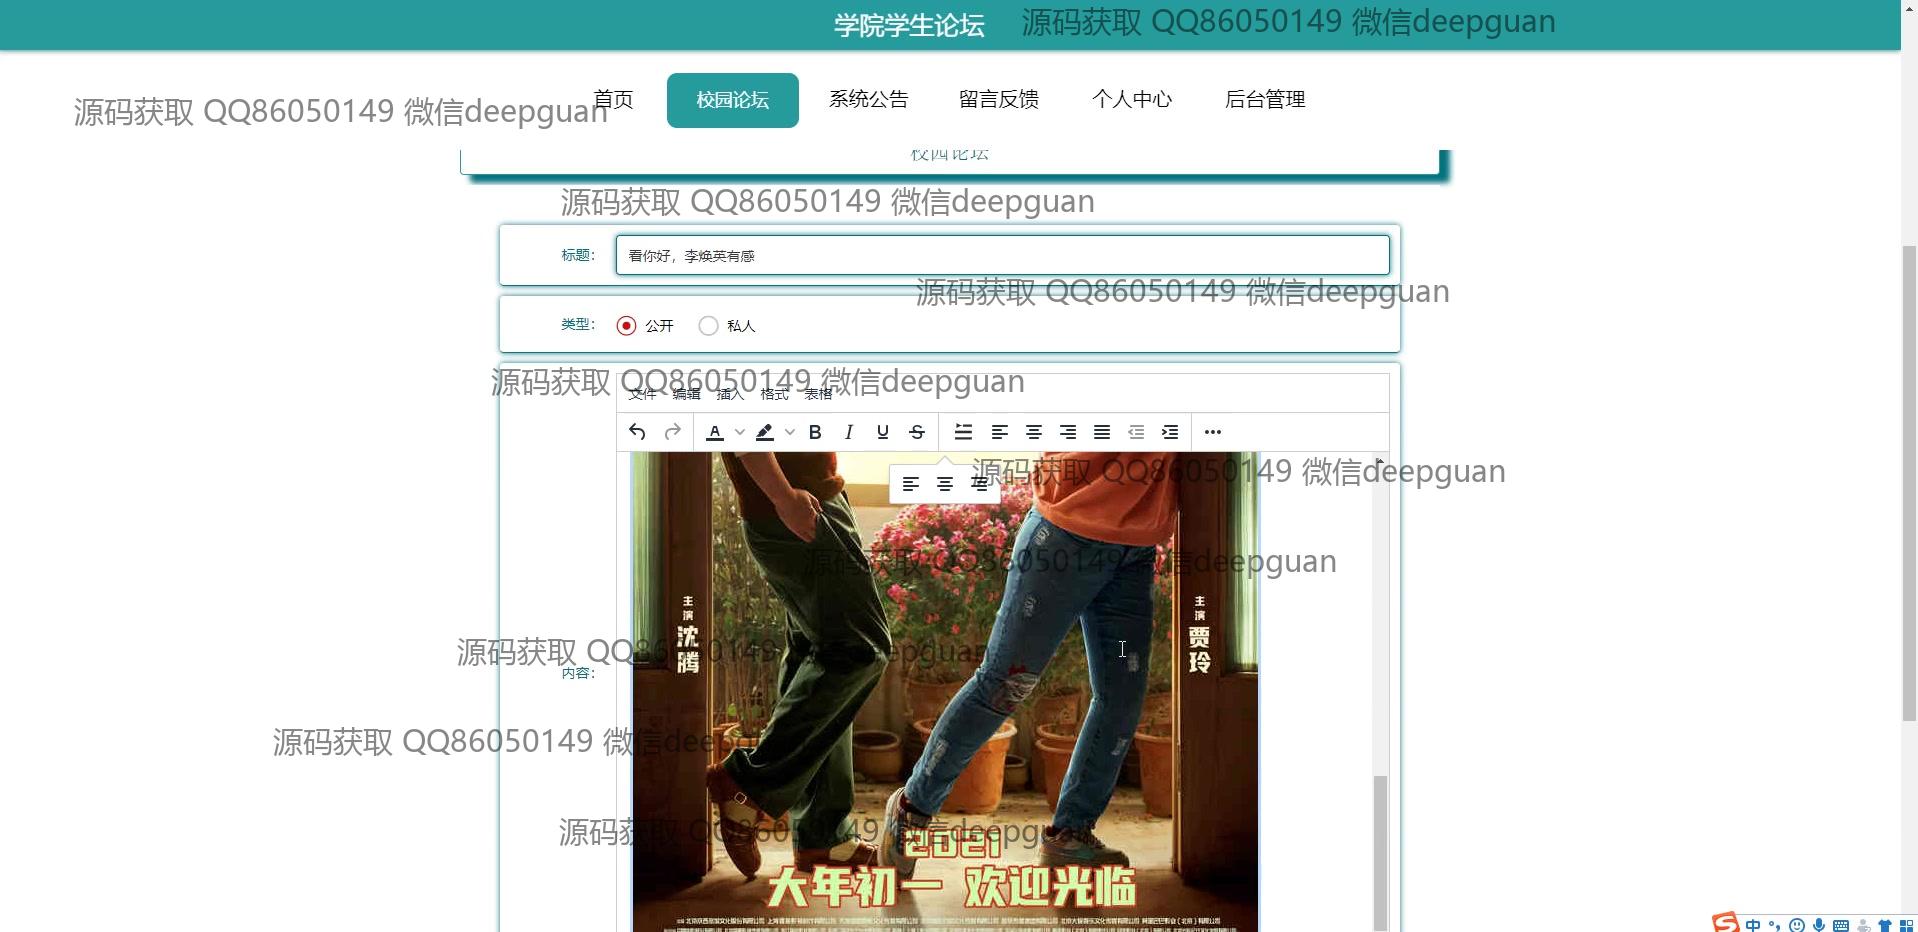 学院学生论坛
源码获取 QQ86050149 微信deepguan
首页 校园论坛 系统公告 留言反馈 个人中心 后台管理
源码获取 QQ86050149 微信deepguan
校园论坛
源码获取 QQ86050149 微信deepguan
标题： 看你好，李焕英有感
源码获取 QQ86050149 微信deepguan
类型： 公开 私人
源码获取 QQ86050149 微信deepguan
文件 编辑 插入 格式 表格
A B I U S
源码获取 QQ86050149 微信deepguan
源码获取 QQ86050149 微信deepguan
主演 沈腾
主演 贾玲
源码获取 QQ86050149 微信deepguan
内容：
源码获取 QQ86050149 微信deepguan
源码获取 QQ86050149 微信deepguan
2021
大年初一 欢迎光临
中